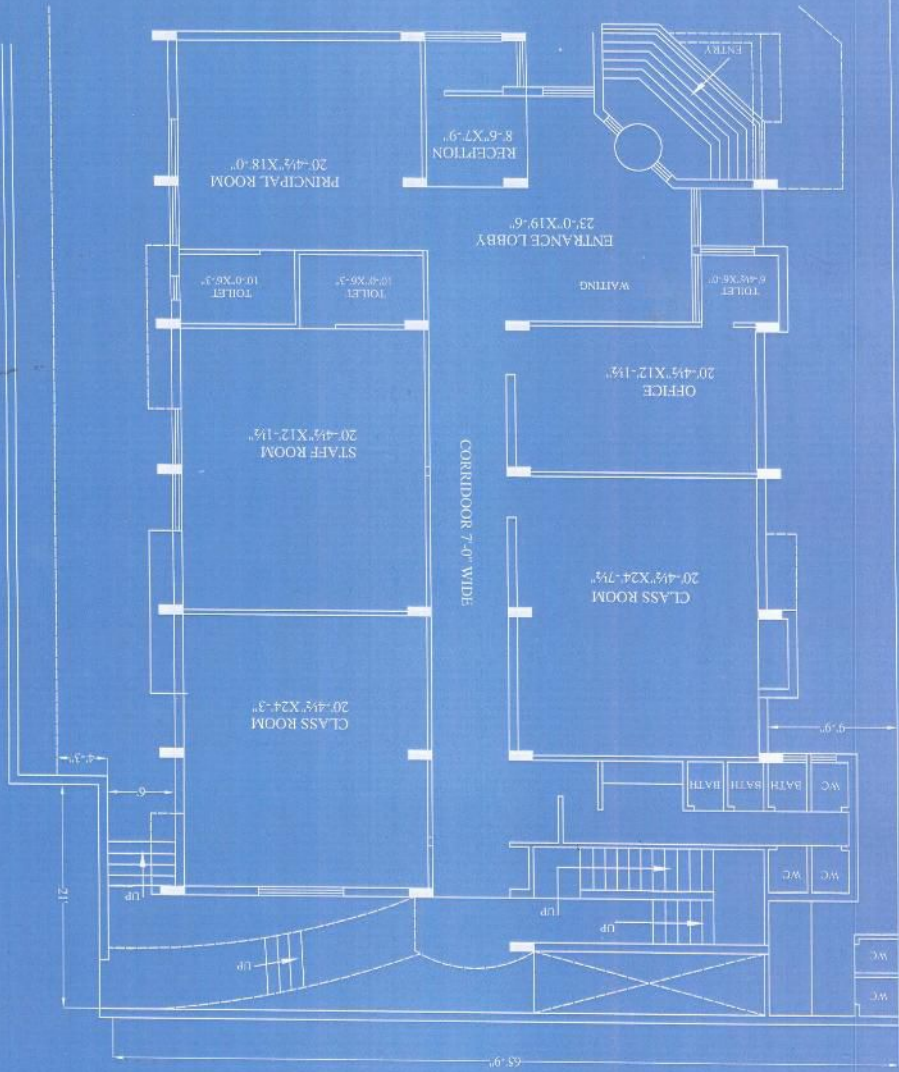 65'-9"
WC
WC
UP
UP
UP
UP
21'
WC
WC
WC
BATH
BATH
BATH
6'
4'-3"
9'-9"
CLASS ROOM
20'-4½"X24'-3"
CLASS ROOM
20'-4½"X24'-7½"
CORRIDOOR 7'-0" WIDE
STAFF ROOM
20'-4½"X12'-1½"
OFFICE
20'-4½"X12'-1½"
TOILET
6'-4½"X6'-0"
WAITING
TOILET
10'-0"X6'-3"
TOILET
10'-0"X6'-3"
ENTRANCE LOBBY
23'-0"X19'-6"
PRINCIPAL ROOM
20'-4½"X18'-0"
RECEPTION
8'-6"X7'-9"
ENTRY